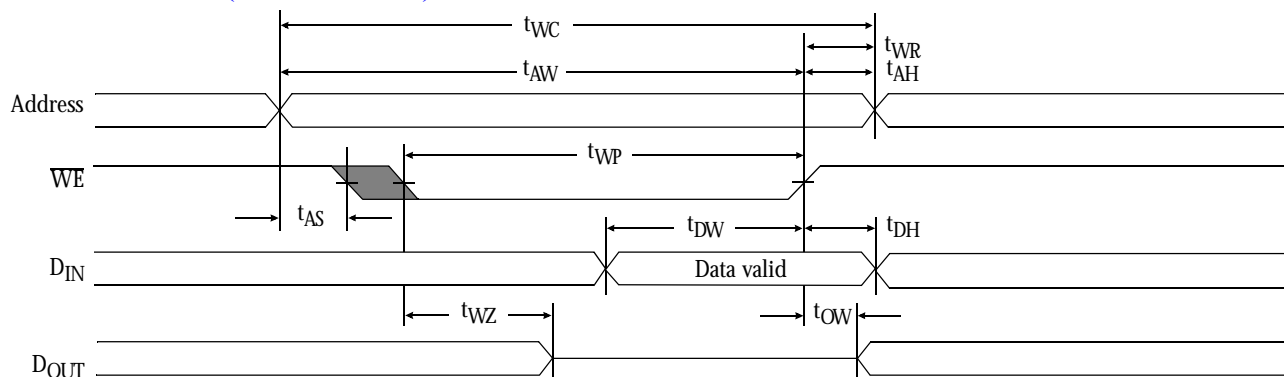 tWC
tWR
tAW
tAH
Address
tWP
WE
tAS
tDW
tDH
DIN
Data valid
tWZ
tOW
DOUT